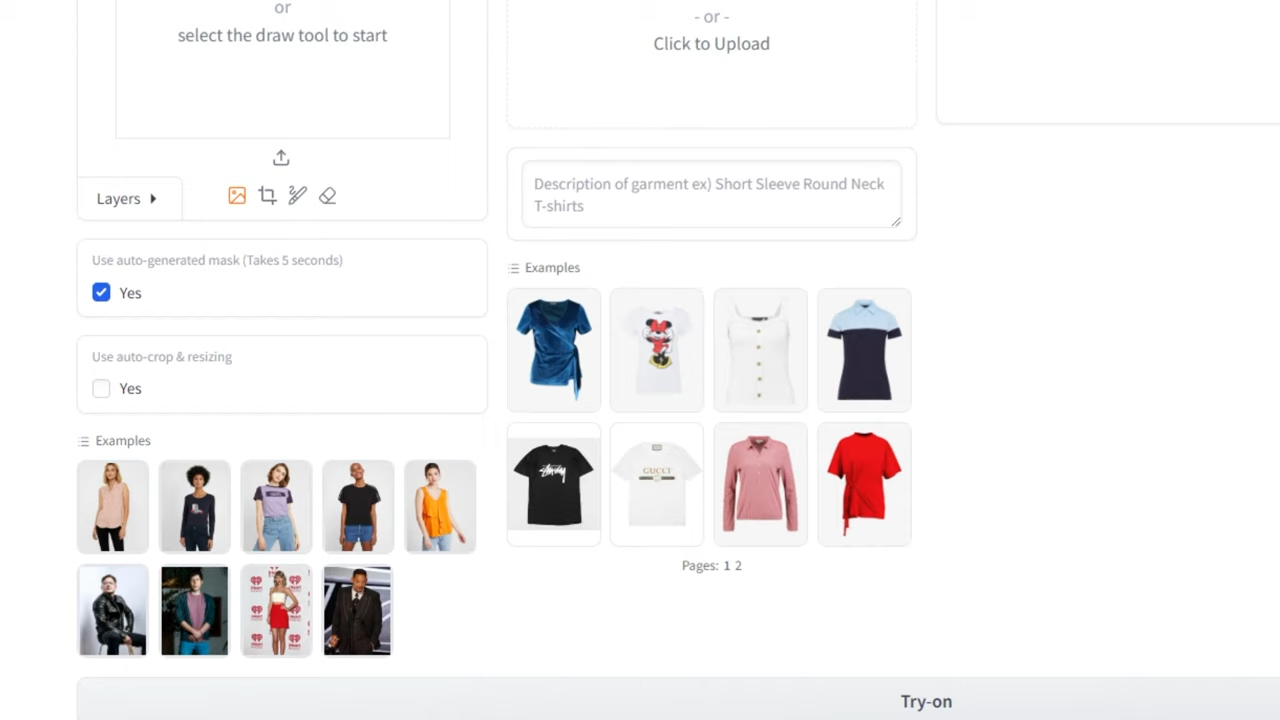 or
select the draw tool to start
Layers
Use auto-generated mask (Takes 5 seconds)
Yes
Use auto-crop & resizing
Yes
Examples
- or -
Click to Upload
Description of garment ex) Short Sleeve Round Neck
T-shirts
Examples
Stüssy
GUCCI
Pages: 1 2
Try-on